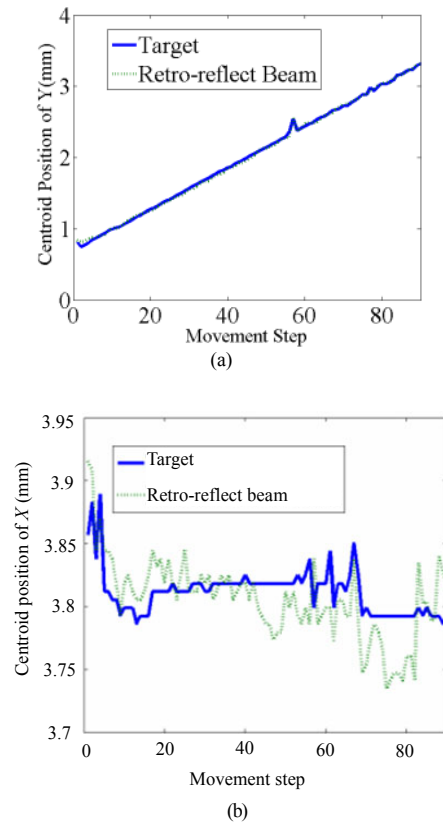 Target
Retro-reflect Beam
Centroid Position of Y(mm)
4
3
2
1
0
20
40
60
80
Movement Step
(a)
Target
Retro-reflect beam
Centroid position of X (mm)
3.95
3.9
3.85
3.8
3.75
3.7
0
20
40
60
80
Movement step
(b)